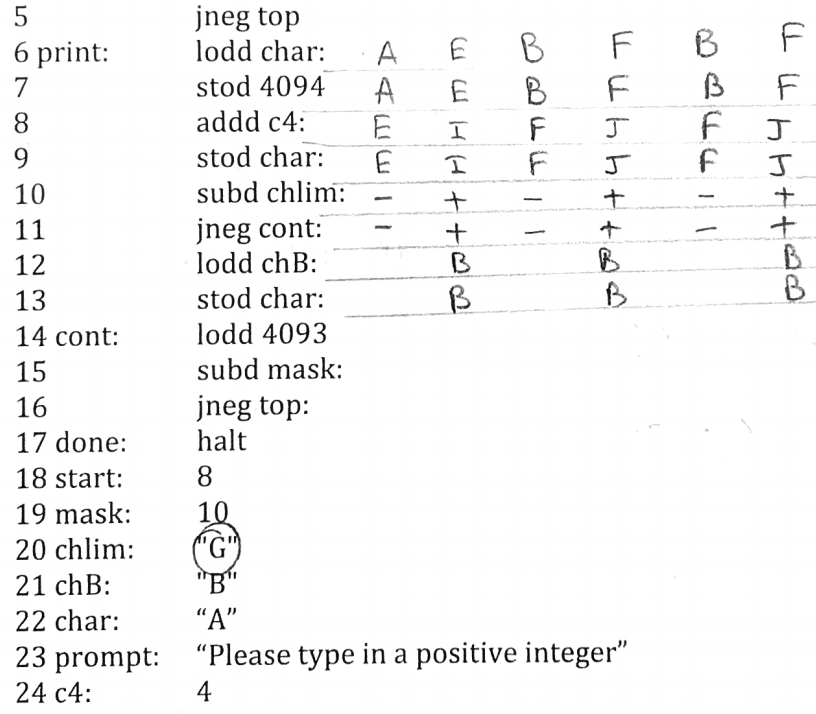 5 jneg top
6 print: lodd char: A E B F B F
7 stod 4094 A E B F B F
8 addd c4: E I F J F J
9 stod char: E I F J F J
10 subd chlim: - + - + - +
11 jneg cont: - + - + - +
12 lodd chB: B B B
13 stod char: B B B
14 cont: lodd 4093
15 subd mask:
16 jneg top:
17 done: halt
18 start: 8
19 mask: 10
20 chlim: "G"
21 chB: "B"
22 char: “A”
23 prompt: “Please type in a positive integer”
24 c4: 4